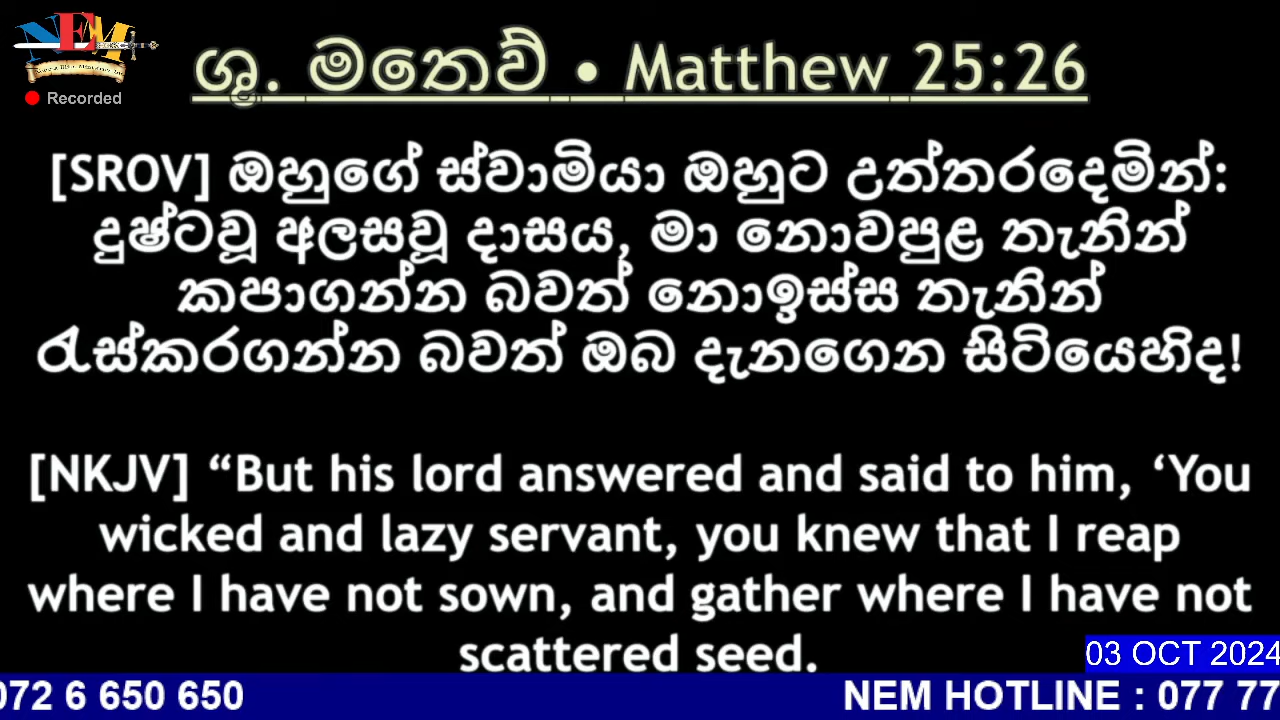 NEM
Recorded
ශු. මතෙව් • Matthew 25:26
[SROV] ඔහුගේ ස්වාමියා ඔහුට උත්තරදෙමින්:
දුෂ්ටවූ අලසවූ දාසය, මා නොවපුළ තැනින්
කපාගන්න බවත් නොඉස්ස තැනින්
රැස්කරගන්න බවත් ඔබ දැනගෙන සිටියෙහිද!
[NKJV] “But his lord answered and said to him, ‘You
wicked and lazy servant, you knew that I reap
where I have not sown, and gather where I have not
scattered seed.
03 OCT 2024
072 6 650 650 NEM HOTLINE : 077 77